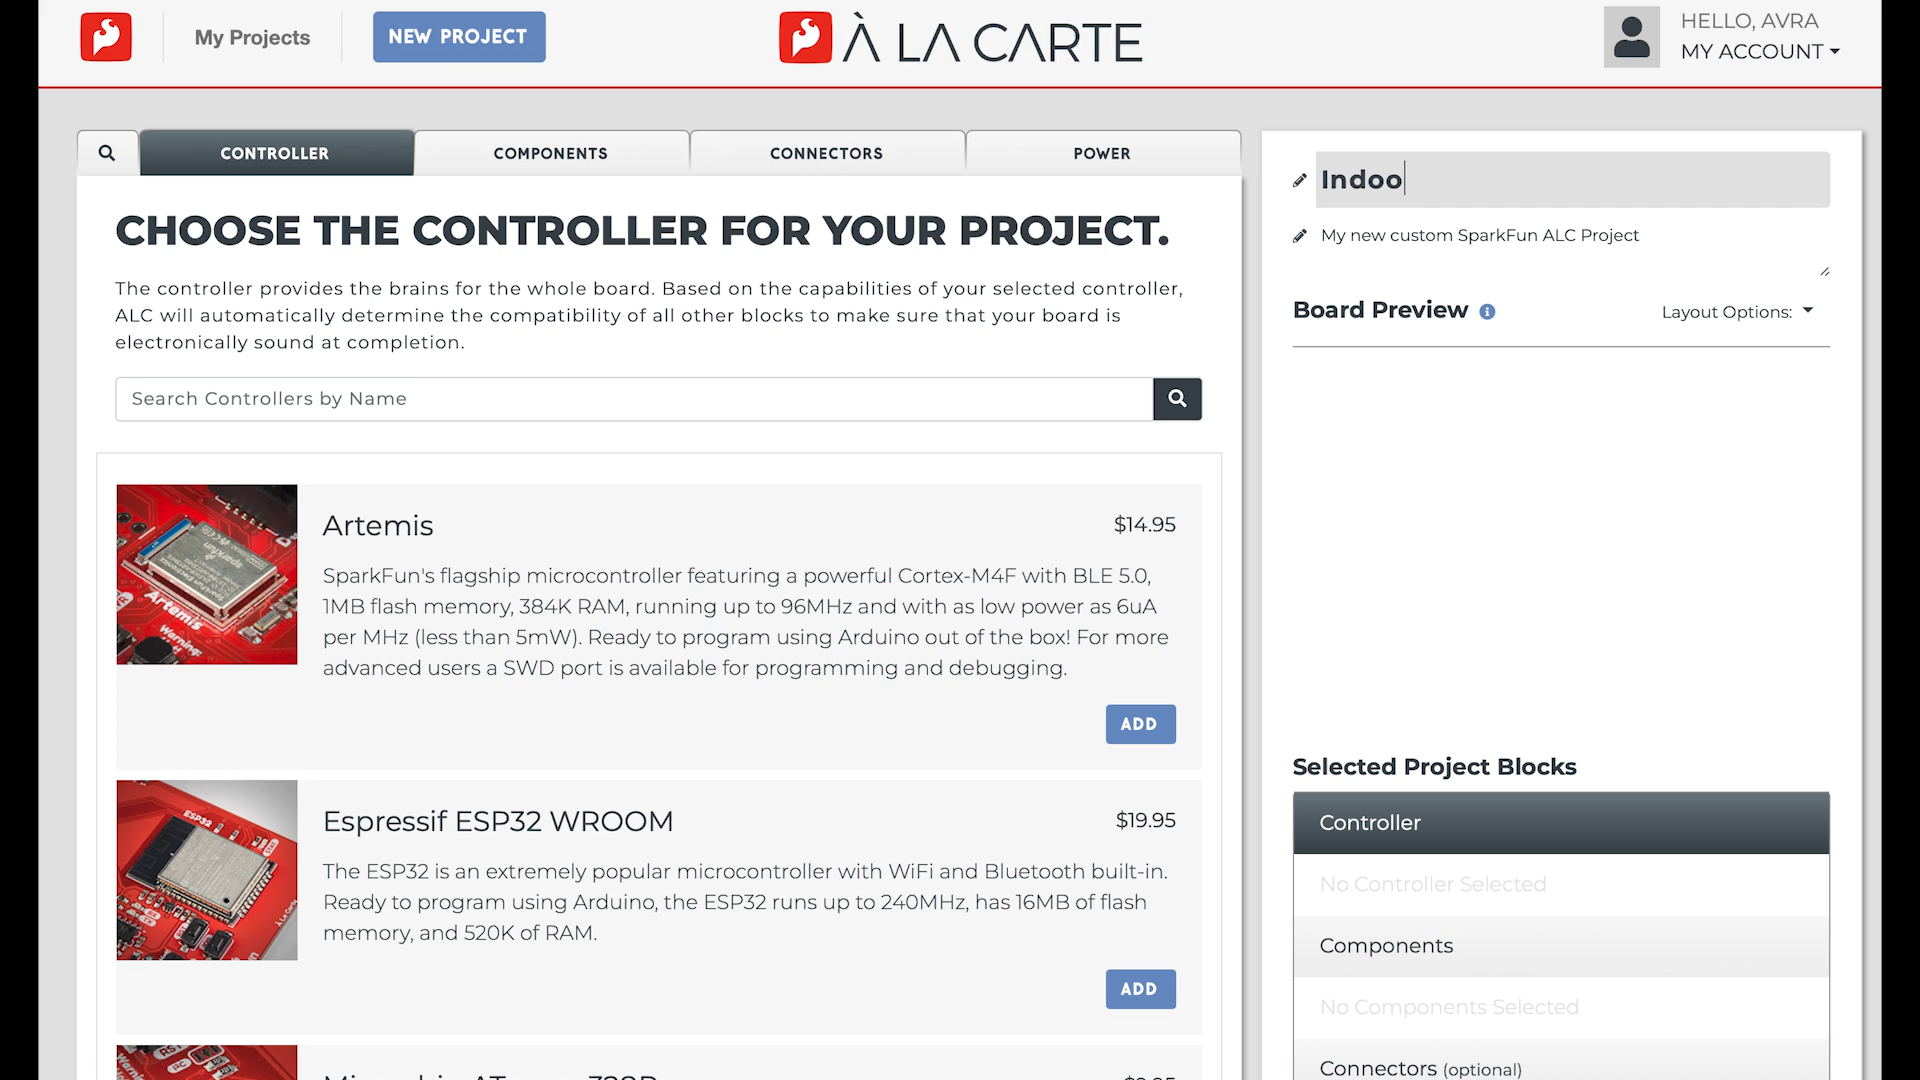 My Projects
NEW PROJECT
À LA CARTE
HELLO, AVRA
MY ACCOUNT
CONTROLLER
COMPONENTS
CONNECTORS
POWER
CHOOSE THE CONTROLLER FOR YOUR PROJECT.
The controller provides the brains for the whole board. Based on the capabilities of your selected controller,
ALC will automatically determine the compatibility of all other blocks to make sure that your board is
electronically sound at completion.
Search Controllers by Name
Artemis
$14.95
SparkFun's flagship microcontroller featuring a powerful Cortex-M4F with BLE 5.0,
1MB flash memory, 384K RAM, running up to 96MHz and with as low power as 6uA
per MHz (less than 5mW). Ready to program using Arduino out of the box! For more
advanced users a SWD port is available for programming and debugging.
ADD
Espressif ESP32 WROOM
$19.95
The ESP32 is an extremely popular microcontroller with WiFi and Bluetooth built-in.
Ready to program using Arduino, the ESP32 runs up to 240MHz, has 16MB of flash
memory, and 520K of RAM.
ADD
Indoo
My new custom SparkFun ALC Project
Board Preview
Layout Options:
Selected Project Blocks
Controller
No Controller Selected
Components
No Components Selected
Connectors (optional)